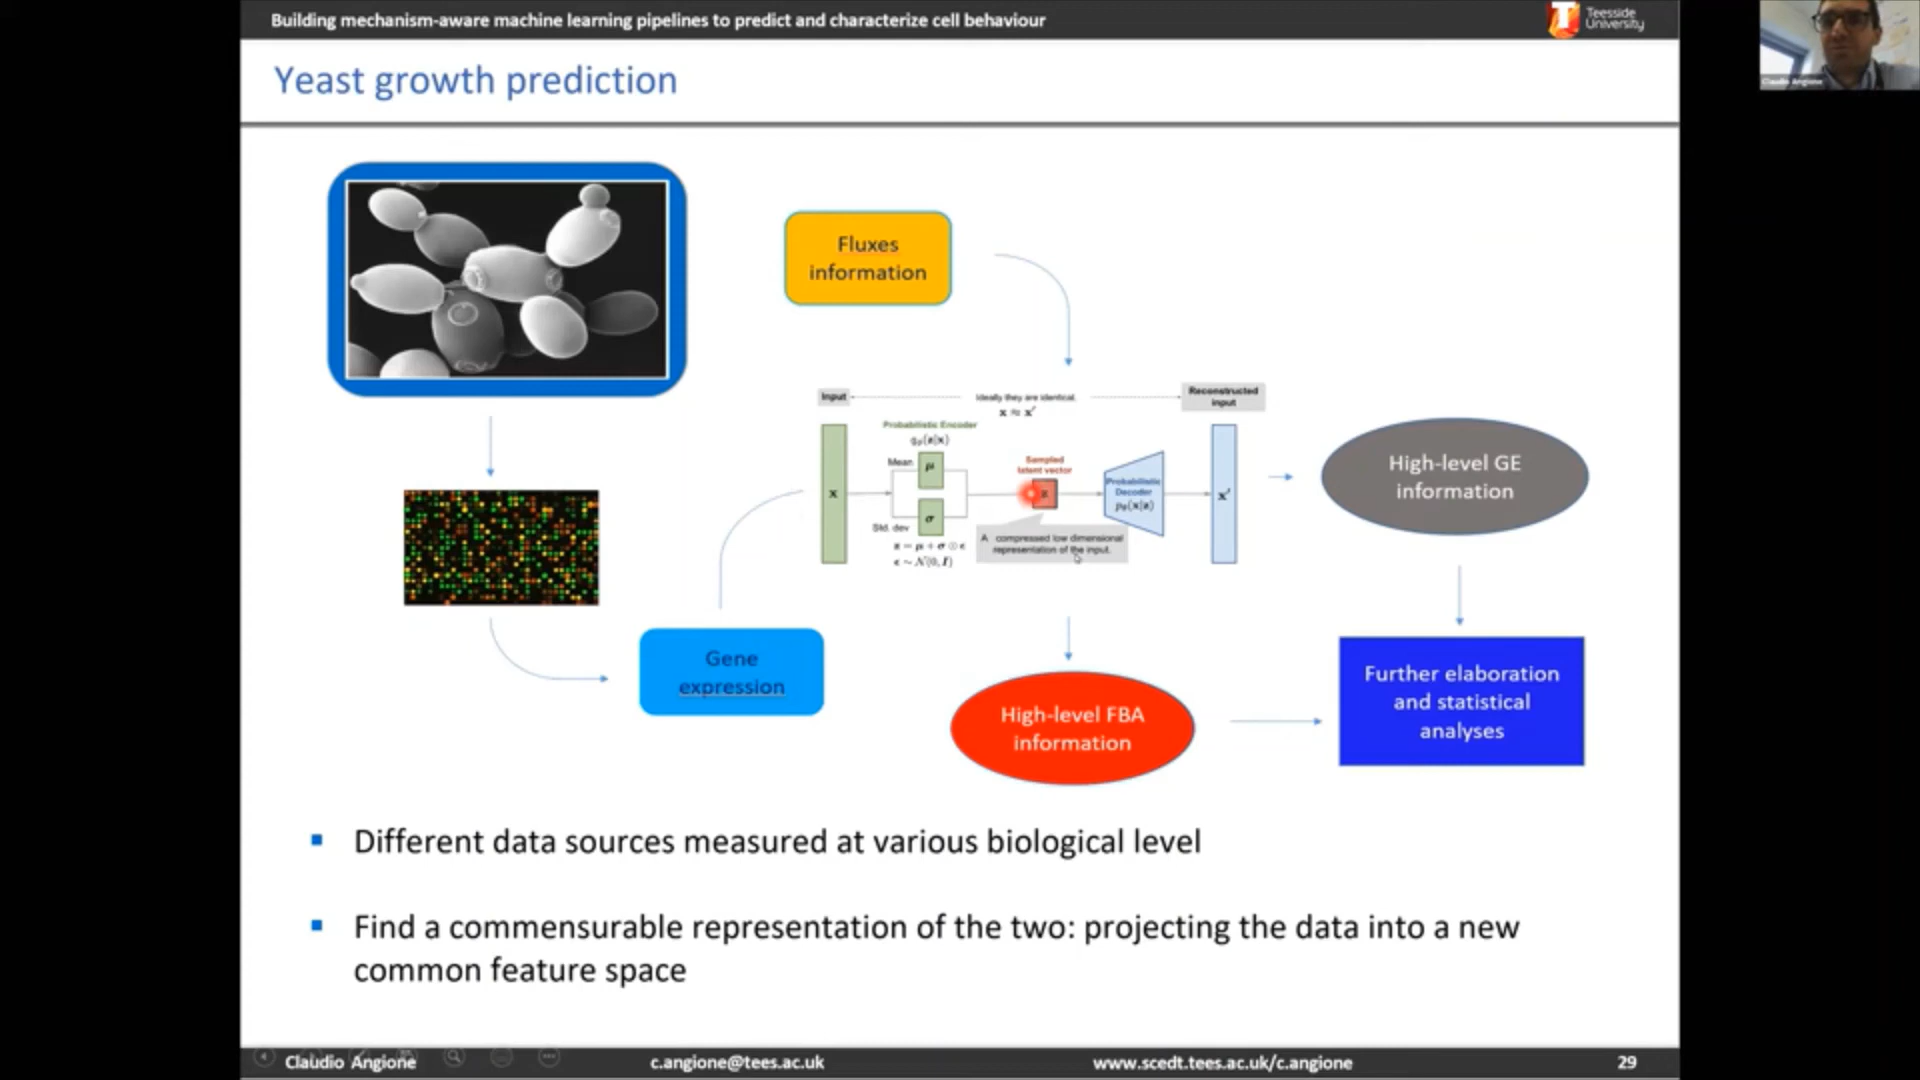 Building mechanism-aware machine learning pipelines to predict and characterize cell behaviour
Teesside
University
Claudio Angione
Yeast growth prediction
Fluxes
information
Input
Ideally they are identical.
x ≈ x′
Reconstructed
input
Probabilistic Encoder
Mean
μ
Sampled
latent vector
x
z
Probabilistic
Decoder
pθ(x|z)
x′
Std. dev
σ
z = μ + σ ⊙ ϵ
ϵ ∼ N(0, I)
A compressed low dimensional
representation of the input.
High-level GE
information
Gene
expression
High-level FBA
information
Further elaboration
and statistical
analyses
▪ Different data sources measured at various biological level
▪ Find a commensurable representation of the two: projecting the data into a new
common feature space
Claudio Angione
c.angione@tees.ac.uk
www.scedt.tees.ac.uk/c.angione
29